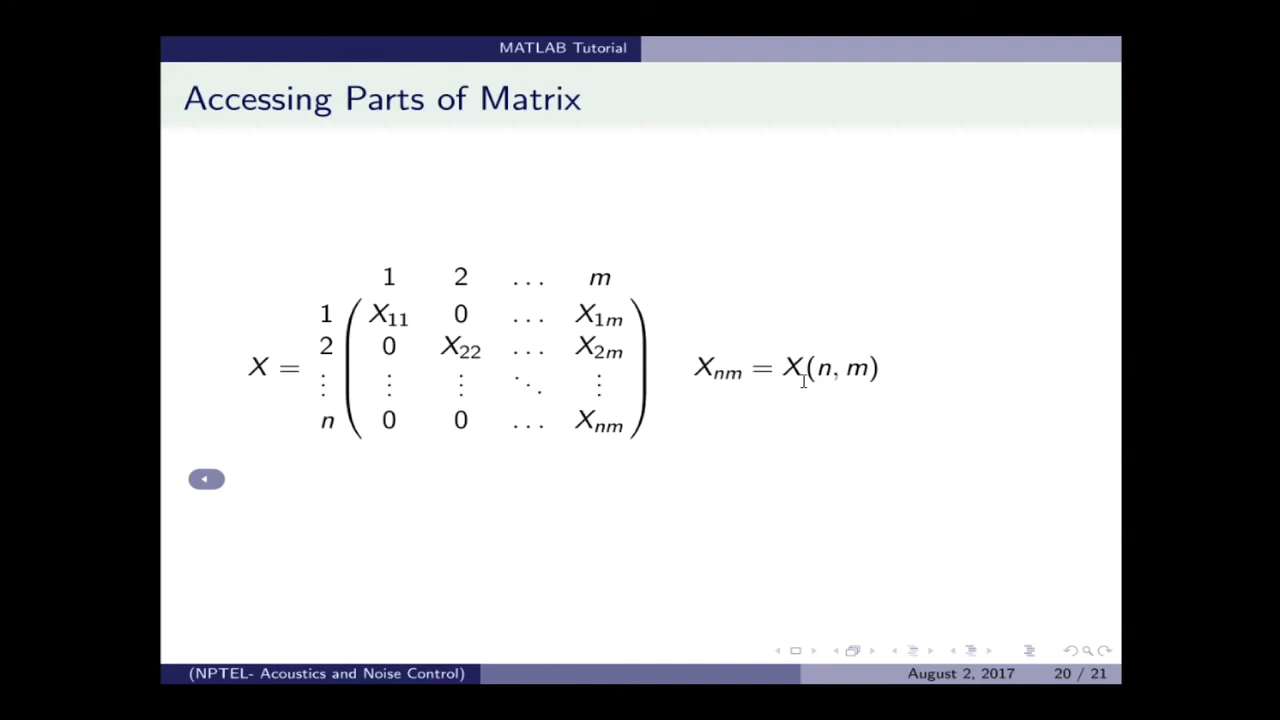 MATLAB Tutorial
Accessing Parts of Matrix
1 2 ... m
1 X11 0 ... X1m
2 0 X22 ... X2m
X = ⋮ ⋮ ⋮ ⋱ ⋮ Xnm = X(n, m)
n 0 0 ... Xnm
(NPTEL- Acoustics and Noise Control) August 2, 2017 20 / 21